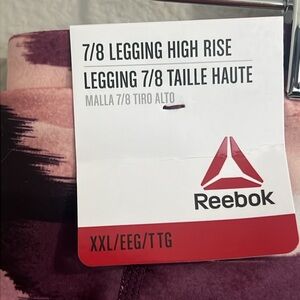 7/8 LEGGING HIGH RISE
LEGGING 7/8 TAILLE HAUTE
MALLA 7/8 TIRO ALTO
Reebok
XXL/EEG/TTG